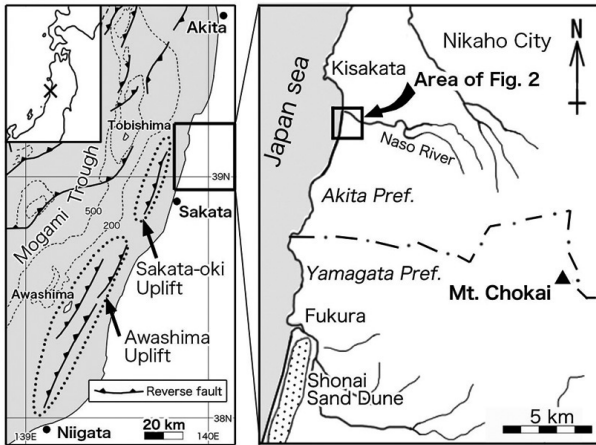 Akita
Tobishima
39N
Mogami Trough
500
200
Sakata
Sakata-oki
Uplift
Awashima
Awashima
Uplift
Reverse fault
38N
139E
Niigata
20 km
140E
Japan sea
Nikaho City
N
Kisakata
Area of Fig. 2
Naso River
Akita Pref.
Yamagata Pref.
Mt. Chokai
Fukura
Shonai
Sand Dune
5 km